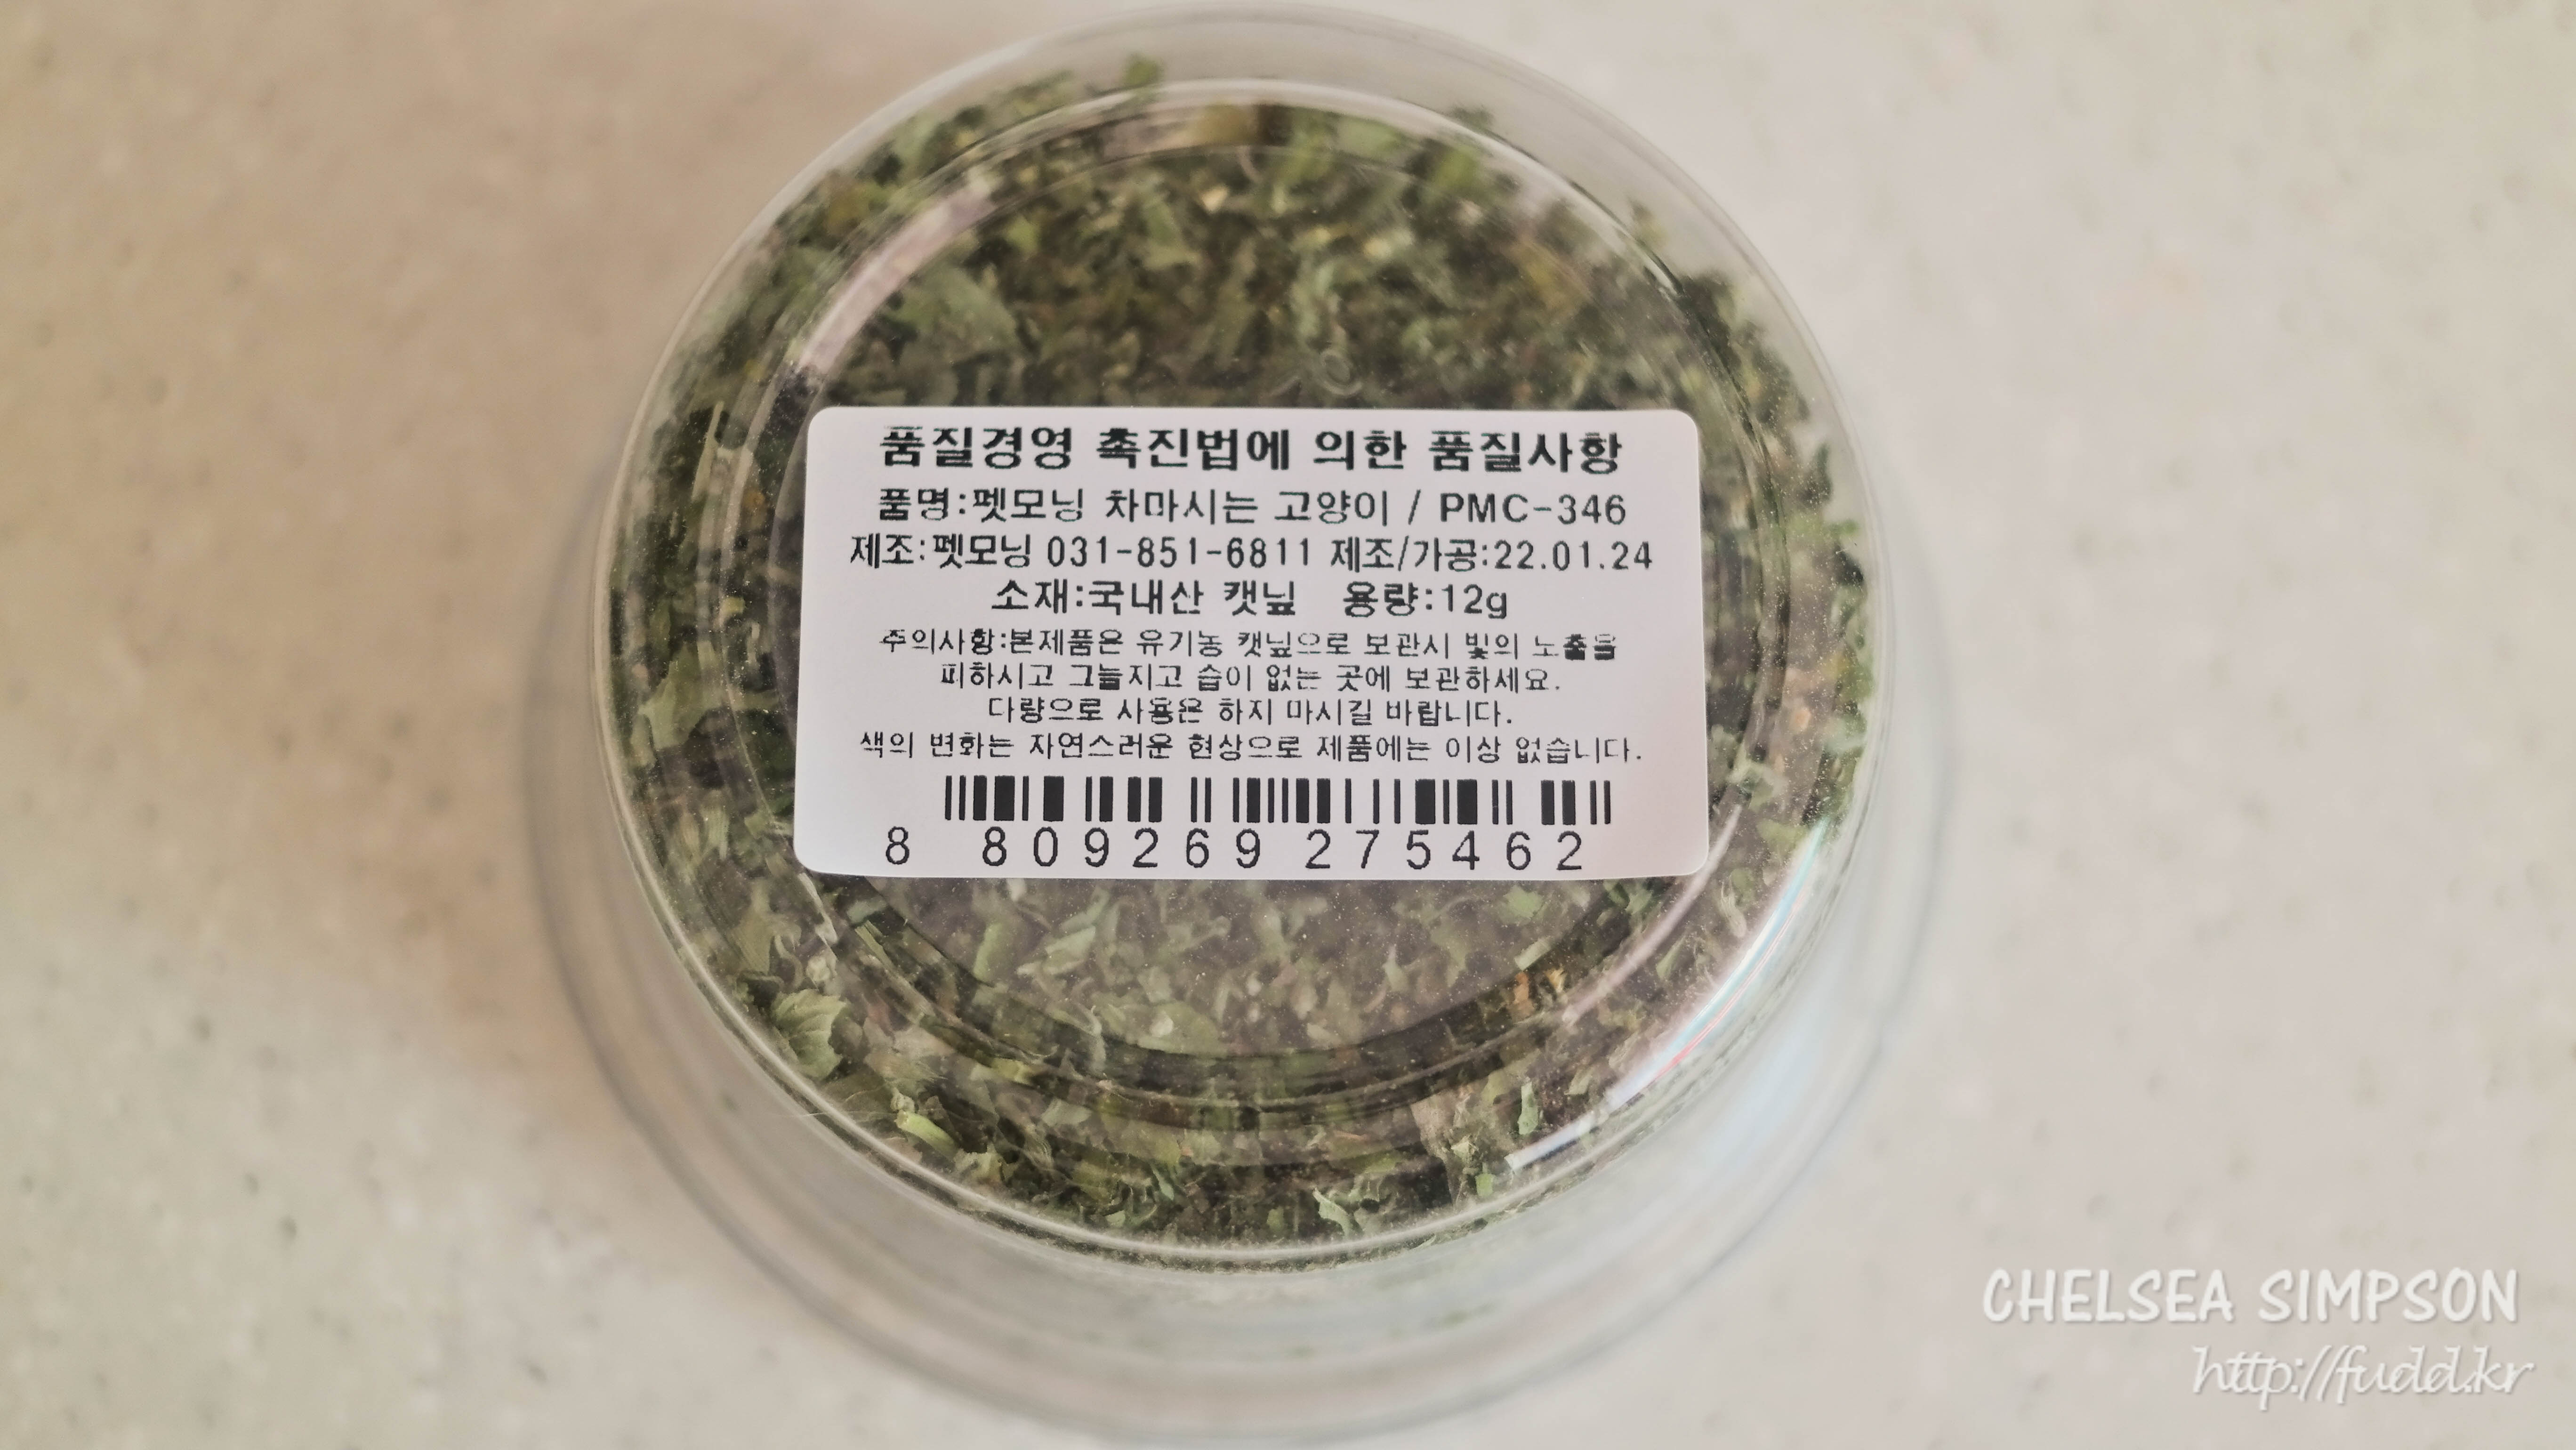 품질경영 촉진법에 의한 품질사항
품명:펫모닝 차마시는 고양이 / PMC-346
제조:펫모닝 031-851-6811 제조/가공:22.01.24
소재:국내산 캣닢 용량:12g
주의사항:본제품은 유기농 캣닢으로 보관시 빛의 노출을
피하시고 그늘지고 습이 없는 곳에 보관하세요.
다량으로 사용은 하지 마시길 바랍니다.
색의 변화는 자연스러운 현상으로 제품에는 이상 없습니다.
8 809269 275462
CHELSEA SIMPSON
http://fudd.kr